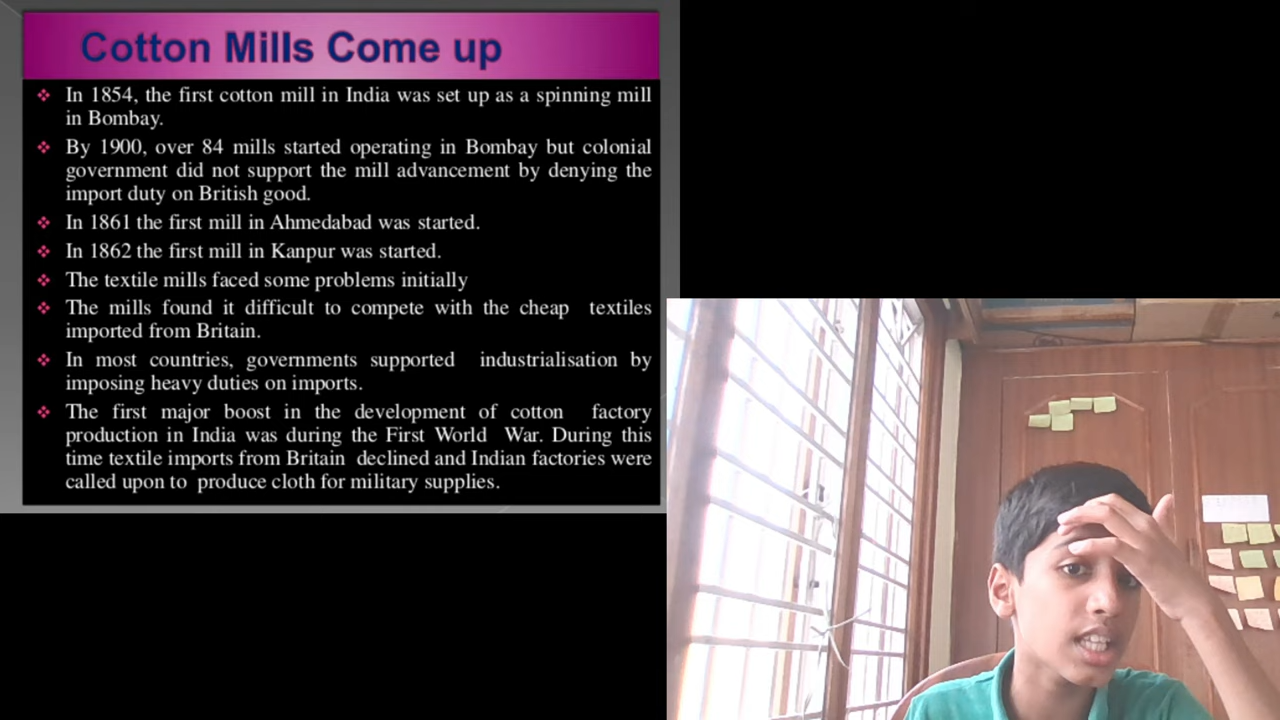 Cotton Mills Come up
❖ In 1854, the first cotton mill in India was set up as a spinning mill
in Bombay.
❖ By 1900, over 84 mills started operating in Bombay but colonial
government did not support the mill advancement by denying the
import duty on British good.
❖ In 1861 the first mill in Ahmedabad was started.
❖ In 1862 the first mill in Kanpur was started.
❖ The textile mills faced some problems initially
❖ The mills found it difficult to compete with the cheap textiles
imported from Britain.
❖ In most countries, governments supported industrialisation by
imposing heavy duties on imports.
❖ The first major boost in the development of cotton factory
production in India was during the First World War. During this
time textile imports from Britain declined and Indian factories were
called upon to produce cloth for military supplies.